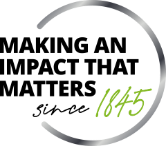 MAKING AN
IMPACT THAT
MATTERS
since 1845